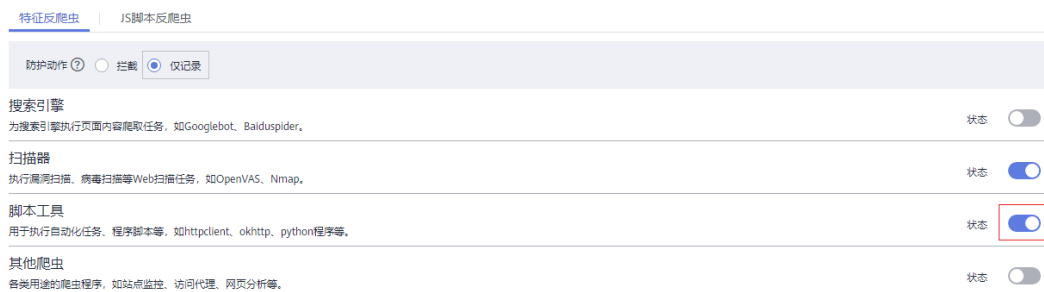 特征反爬虫 JS脚本反爬虫
防护动作 ? 拦截 仅记录
搜索引擎
为搜索引擎执行页面内容爬取任务，如Googlebot、Baiduspider。
状态
扫描器
执行漏洞扫描、病毒扫描等Web扫描任务，如OpenVAS、Nmap。
状态
脚本工具
用于执行自动化任务、程序脚本等，如httpclient、okhttp、python程序等。
状态
其他爬虫
各类用途的爬虫程序，如站点监控、访问代理、网页分析等。
状态